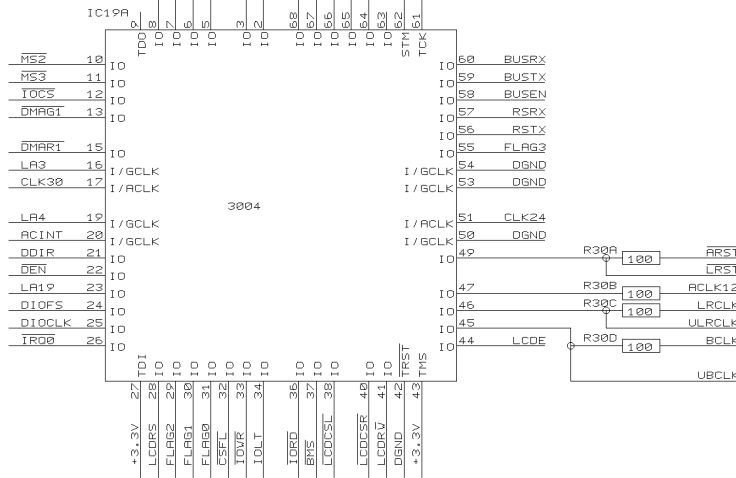 IC19A
9 8 7 6 5 3 2 68 67 66 65 64 63 62 61
TDO IO IO IO IO IO IO IO IO IO IO IO IO STM TCK
MS2 10 IO
MS3 11 IO
IOCS 12 IO
DMAG1 13 IO
DMAR1 15 IO
LA3 16 I/GCLK
CLK30 17 I/ACLK
LA4 19 I/GCLK
ACINT 20 I/GCLK
DDIR 21 IO
DEN 22 IO
LA19 23 IO
DIOFS 24 IO
DIOCLK 25 IO
IRQ0 26 IO
3004
IO 60 BUSRX
IO 59 BUSTX
IO 58 BUSEN
IO 57 RSRX
IO 56 RSTX
IO 55 FLAG3
I/GCLK 54 DGND
I/GCLK 53 DGND
I/ACLK 51 CLK24
I/GCLK 50 DGND
IO 49 R30A 100 ARST
LRST
IO 47 R30B 100 ACLK12
IO 46 R30C 100 LRCLK
IO 45 ULRCLK
IO 44 LCDE R30D 100 BCLK
UBCLK
TDI IO IO IO IO IO IO IO IO IO IO IO IO TRST TMS
27 28 29 30 31 32 33 34 36 37 38 40 41 42 43
+3.3V LCDRS FLAG2 FLAG1 FLAG0 CSFL IOWR IOLT IORD BMS LCDCSL LCDCSR LCDRW DGND +3.3V